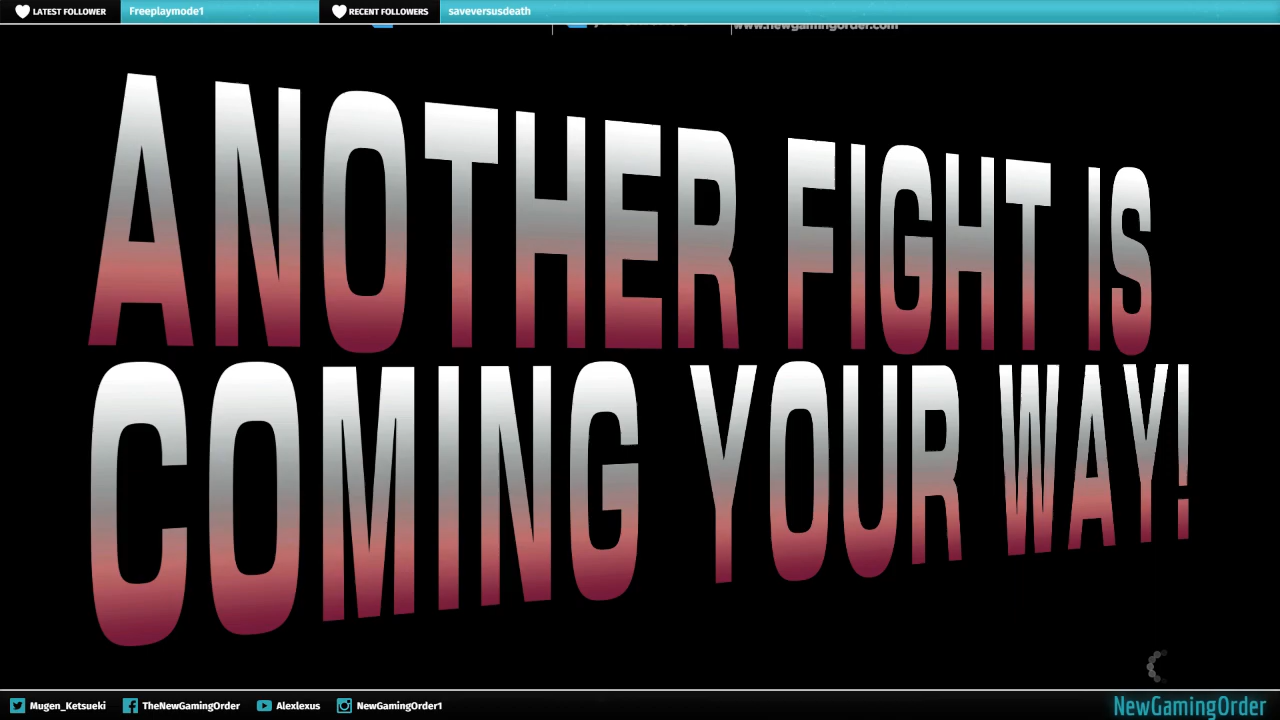 LATEST FOLLOWER Freeplaymode1 RECENT FOLLOWERS saveversusdeath
www.newgamingorder.com
ANOTHER FIGHT IS
COMING YOUR WAY!
Mugen_Ketsueki TheNewGamingOrder Alexlexus NewGamingOrder1 NewGamingOrder